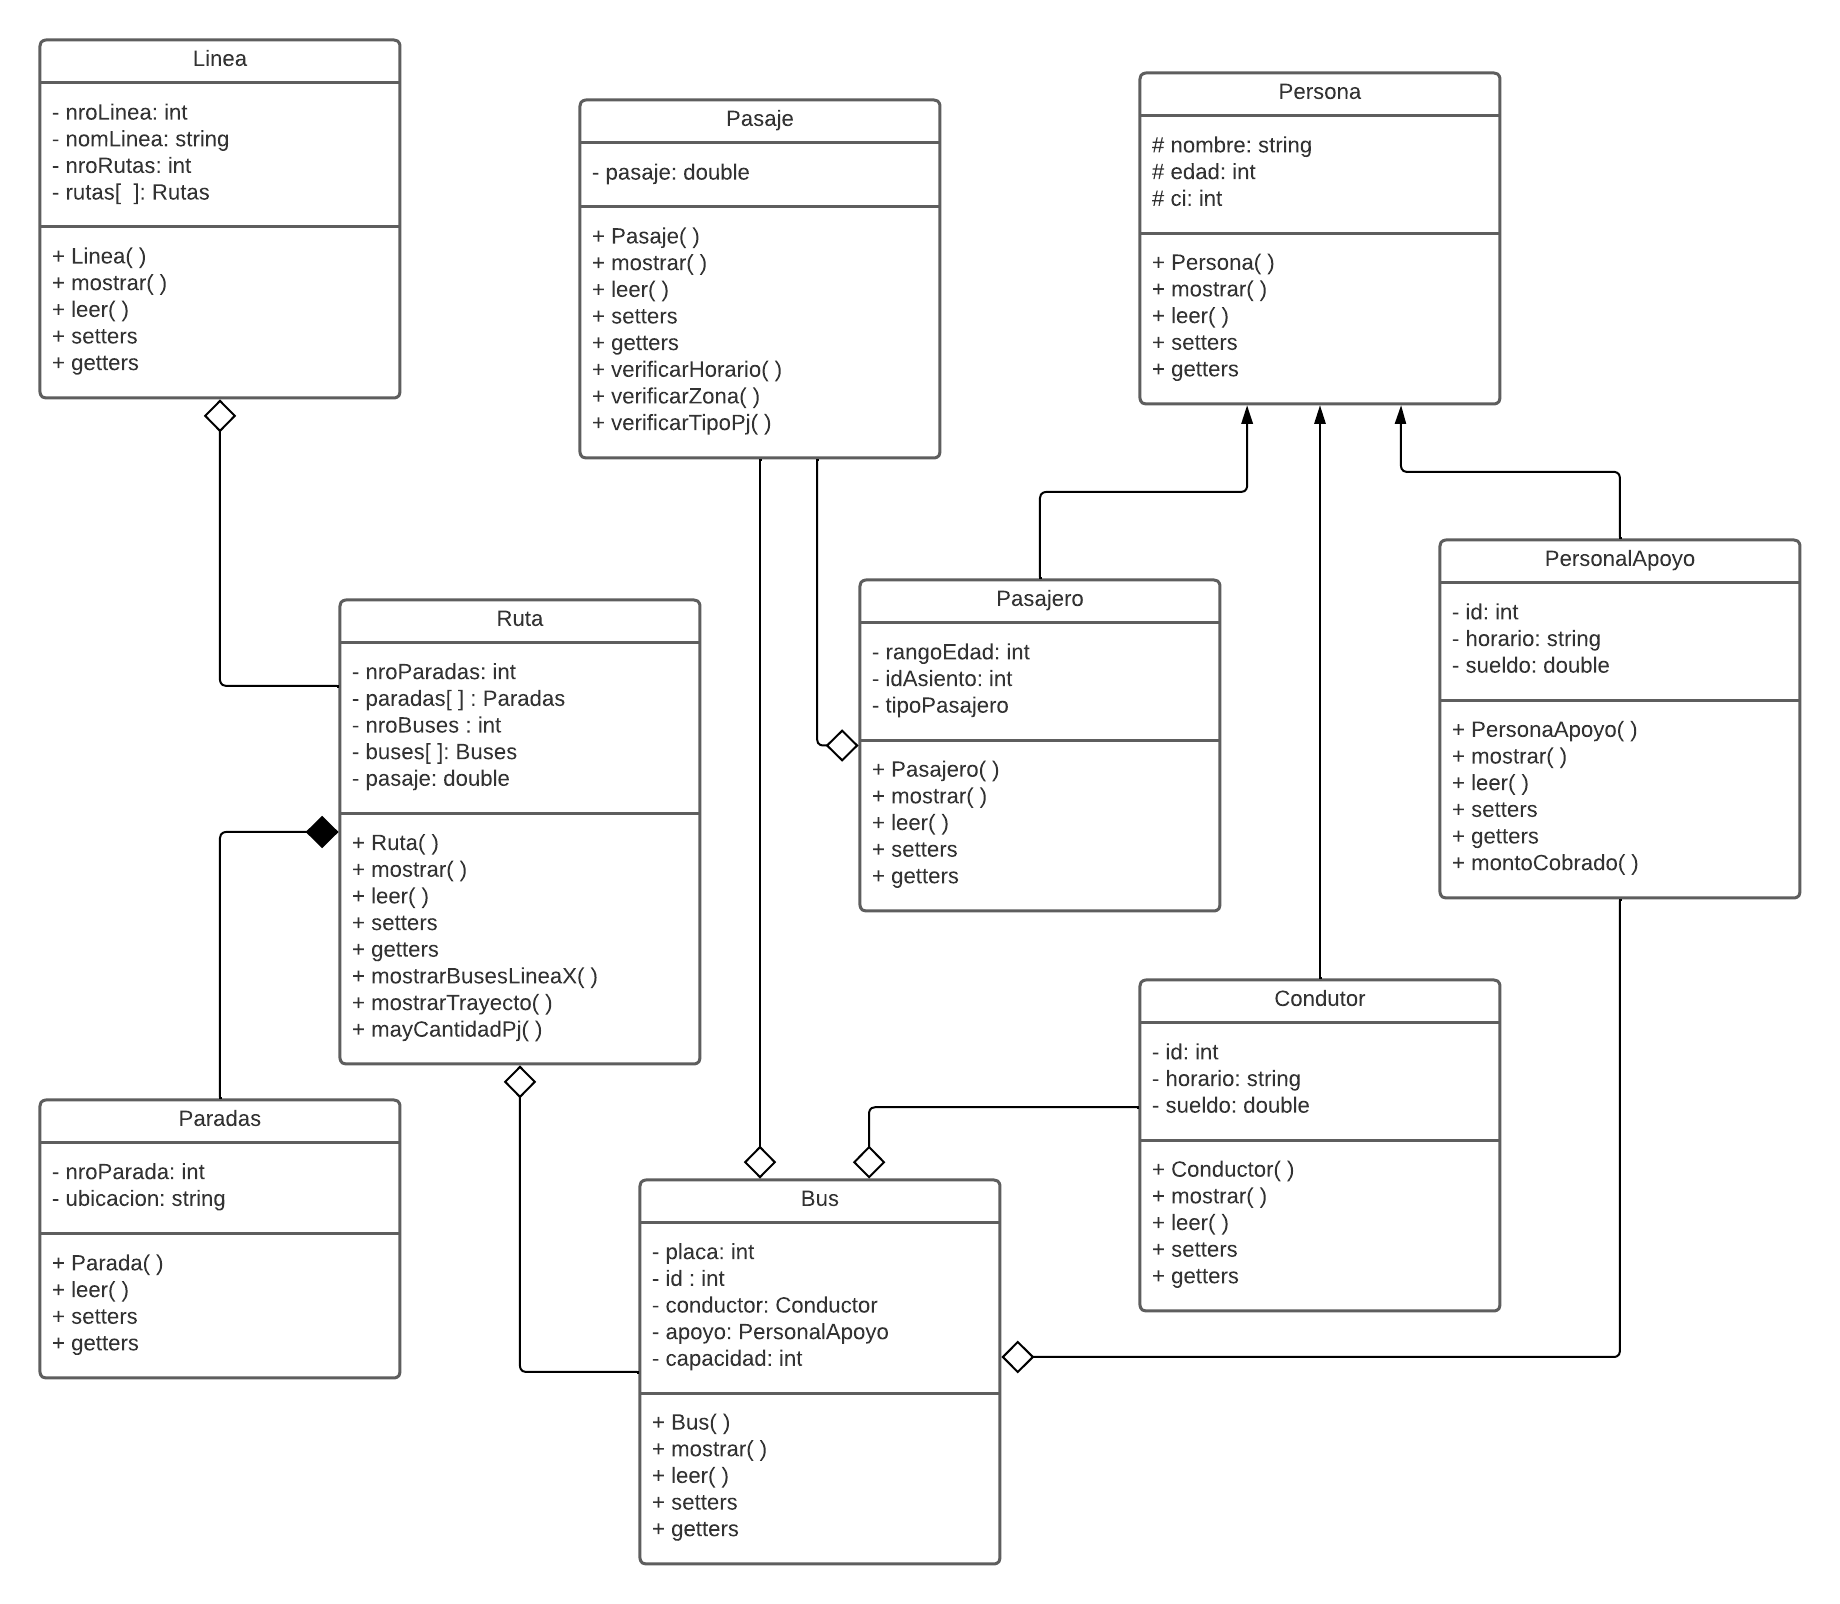 Linea
- nroLinea: int
- nomLinea: string
- nroRutas: int
- rutas[  ]: Rutas
+ Linea( )
+ mostrar( )
+ leer( )
+ setters
+ getters
Pasaje
- pasaje: double
+ Pasaje( )
+ mostrar( )
+ leer( )
+ setters
+ getters
+ verificarHorario( )
+ verificarZona( )
+ verificarTipoPj( )
Persona
# nombre: string
# edad: int
# ci: int
+ Persona( )
+ mostrar( )
+ leer( )
+ setters
+ getters
Ruta
- nroParadas: int
- paradas[ ] : Paradas
- nroBuses : int
- buses[ ]: Buses
- pasaje: double
+ Ruta( )
+ mostrar( )
+ leer( )
+ setters
+ getters
+ mostrarBusesLineaX( )
+ mostrarTrayecto( )
+ mayCantidadPj( )
Pasajero
- rangoEdad: int
- idAsiento: int
- tipoPasajero
+ Pasajero( )
+ mostrar( )
+ leer( )
+ setters
+ getters
PersonalApoyo
- id: int
- horario: string
- sueldo: double
+ PersonaApoyo( )
+ mostrar( )
+ leer( )
+ setters
+ getters
+ montoCobrado( )
Paradas
- nroParada: int
- ubicacion: string
+ Parada( )
+ leer( )
+ setters
+ getters
Bus
- placa: int
- id : int
- conductor: Conductor
- apoyo: PersonalApoyo
- capacidad: int
+ Bus( )
+ mostrar( )
+ leer( )
+ setters
+ getters
Condutor
- id: int
- horario: string
- sueldo: double
+ Conductor( )
+ mostrar( )
+ leer( )
+ setters
+ getters